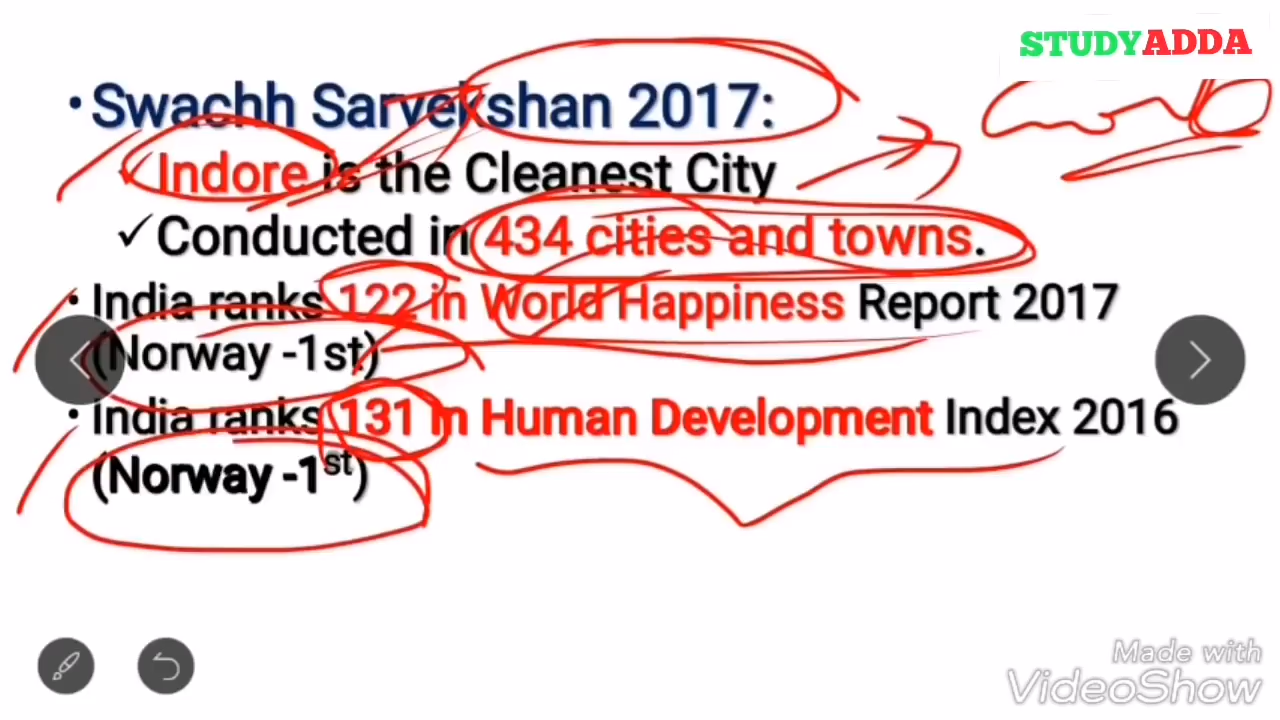 STUDYADDA
• Swachh Sarvekshan 2017:
✓ Indore is the Cleanest City
✓ Conducted in 434 cities and towns.
• India ranks 122 in World Happiness Report 2017
(Norway -1st)
• India ranks 131 in Human Development Index 2016
(Norway -1st)
Made with
VideoShow